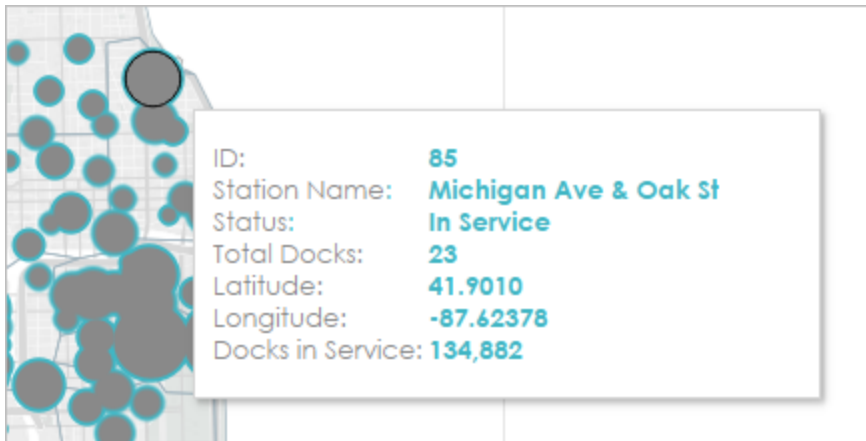 ID: 85
Station Name: Michigan Ave & Oak St
Status: In Service
Total Docks: 23
Latitude: 41.9010
Longitude: -87.62378
Docks in Service: 134,882